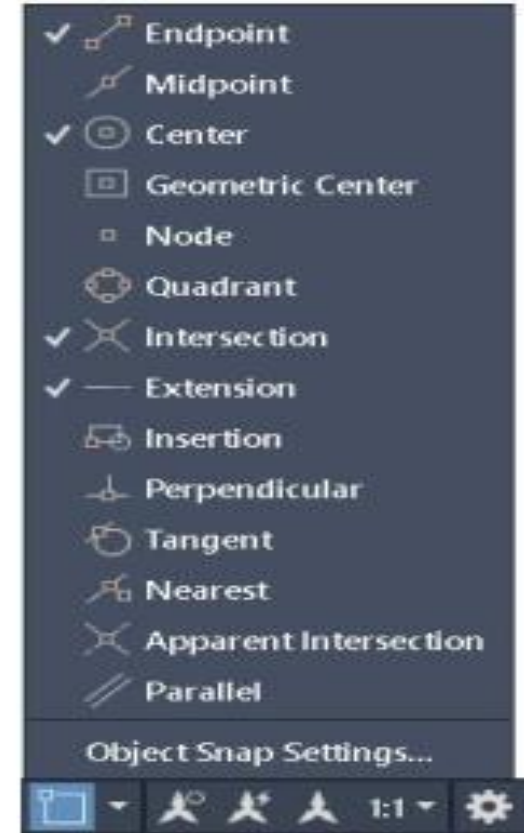 Endpoint
Midpoint
Center
Geometric Center
Node
Quadrant
Intersection
Extension
Insertion
Perpendicular
Tangent
Nearest
Apparent Intersection
Parallel
Object Snap Settings...
1:1